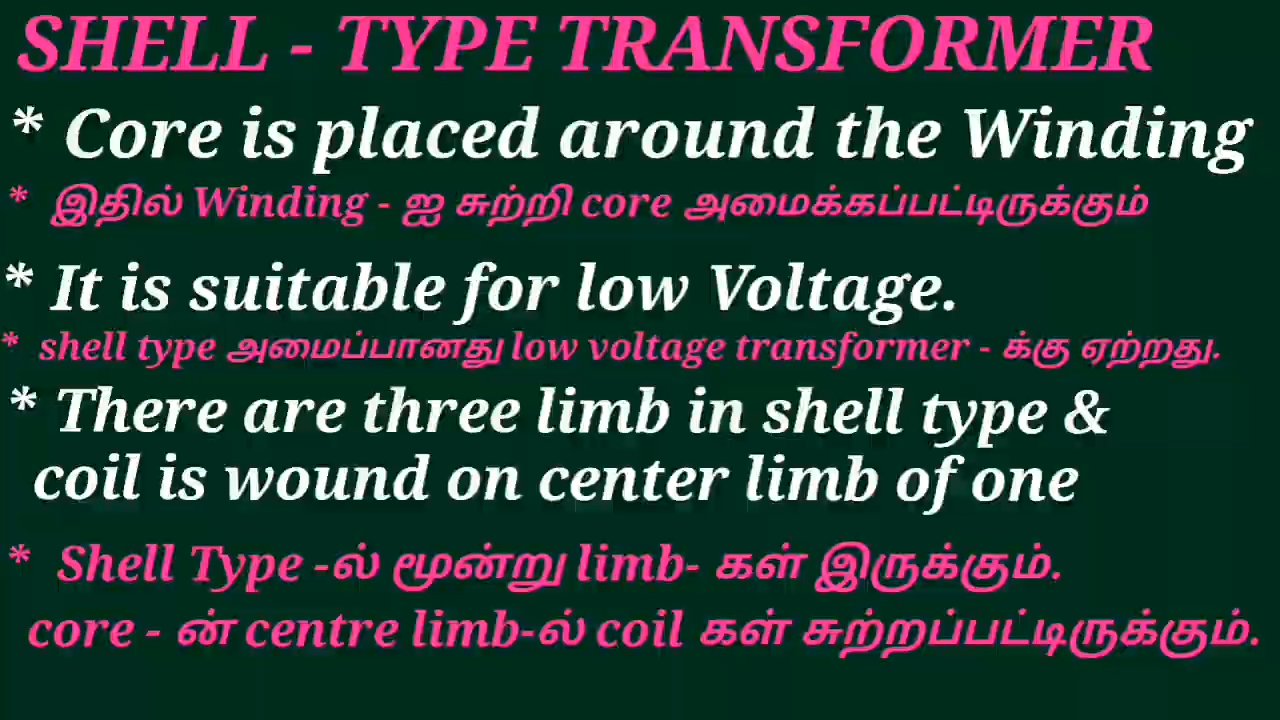 SHELL - TYPE TRANSFORMER
* Core is placed around the Winding
* இதில் Winding - ஐ சுற்றி core அமைக்கப்பட்டிருக்கும்
* It is suitable for low Voltage.
* shell type அமைப்பானது low voltage transformer - க்கு ஏற்றது.
* There are three limb in shell type &
coil is wound on center limb of one
* Shell Type -ல் மூன்று limb- கள் இருக்கும்.
core - ன் centre limb-ல் coil கள் சுற்றப்பட்டிருக்கும்.